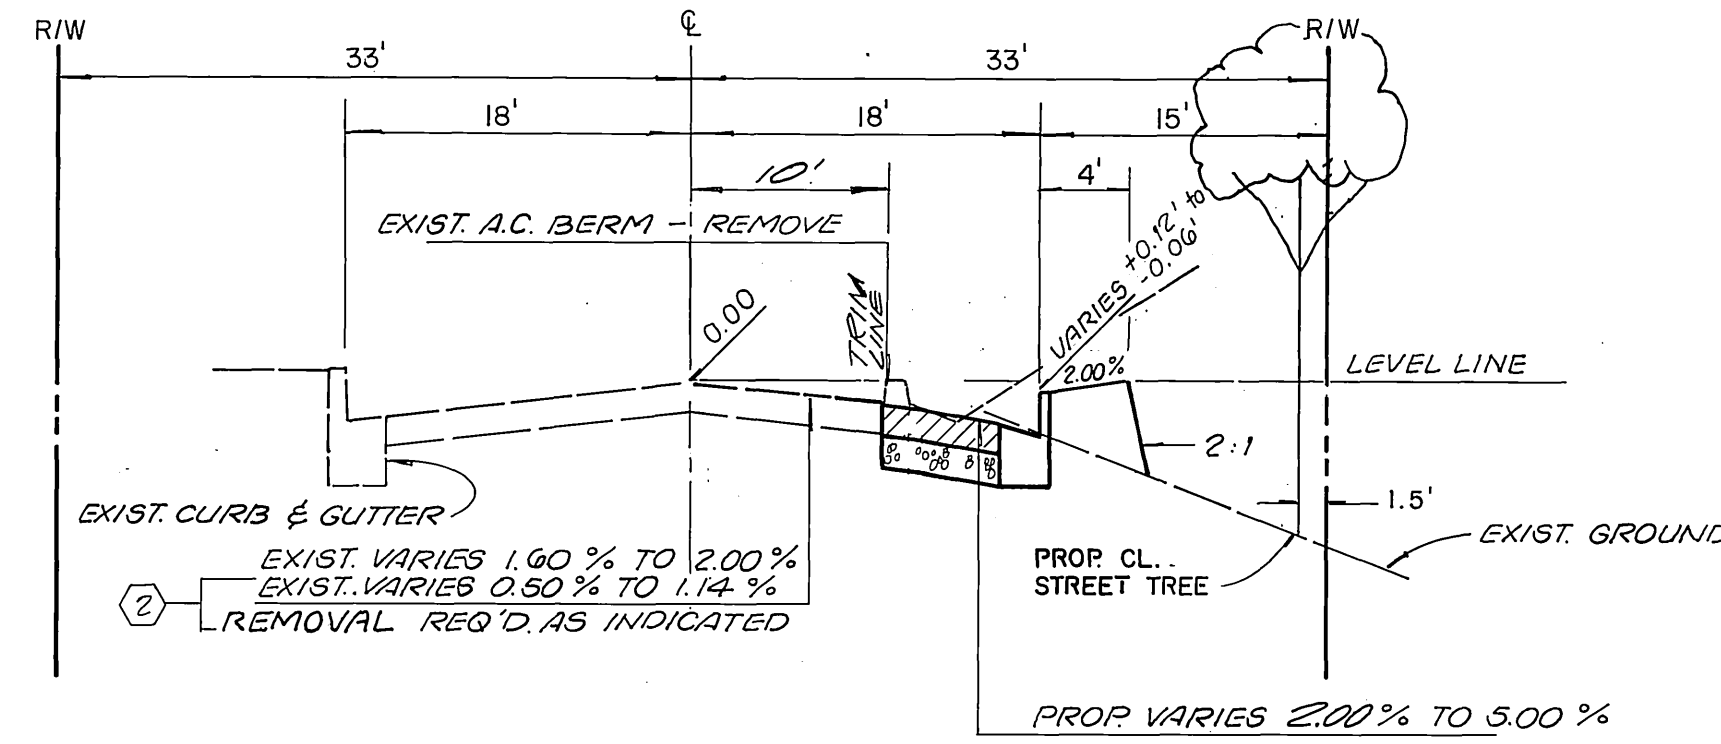 R/W
℄
R/W
33'
33'
18'
18'
15'
10'
4'
EXIST. A.C. BERM - REMOVE
VARIES +0.12' to
-0.06'
0.00
TRIM
LINE
2.00%
LEVEL LINE
2:1
1.5'
EXIST. CURB & GUTTER
EXIST. GROUND
EXIST. VARIES 1.60 % TO 2.00 %
EXIST. VARIES 0.50 % TO 1.14 %
2
REMOVAL REQ'D. AS INDICATED
PROP. CL.
STREET TREE
PROP. VARIES 2.00% TO 5.00 %